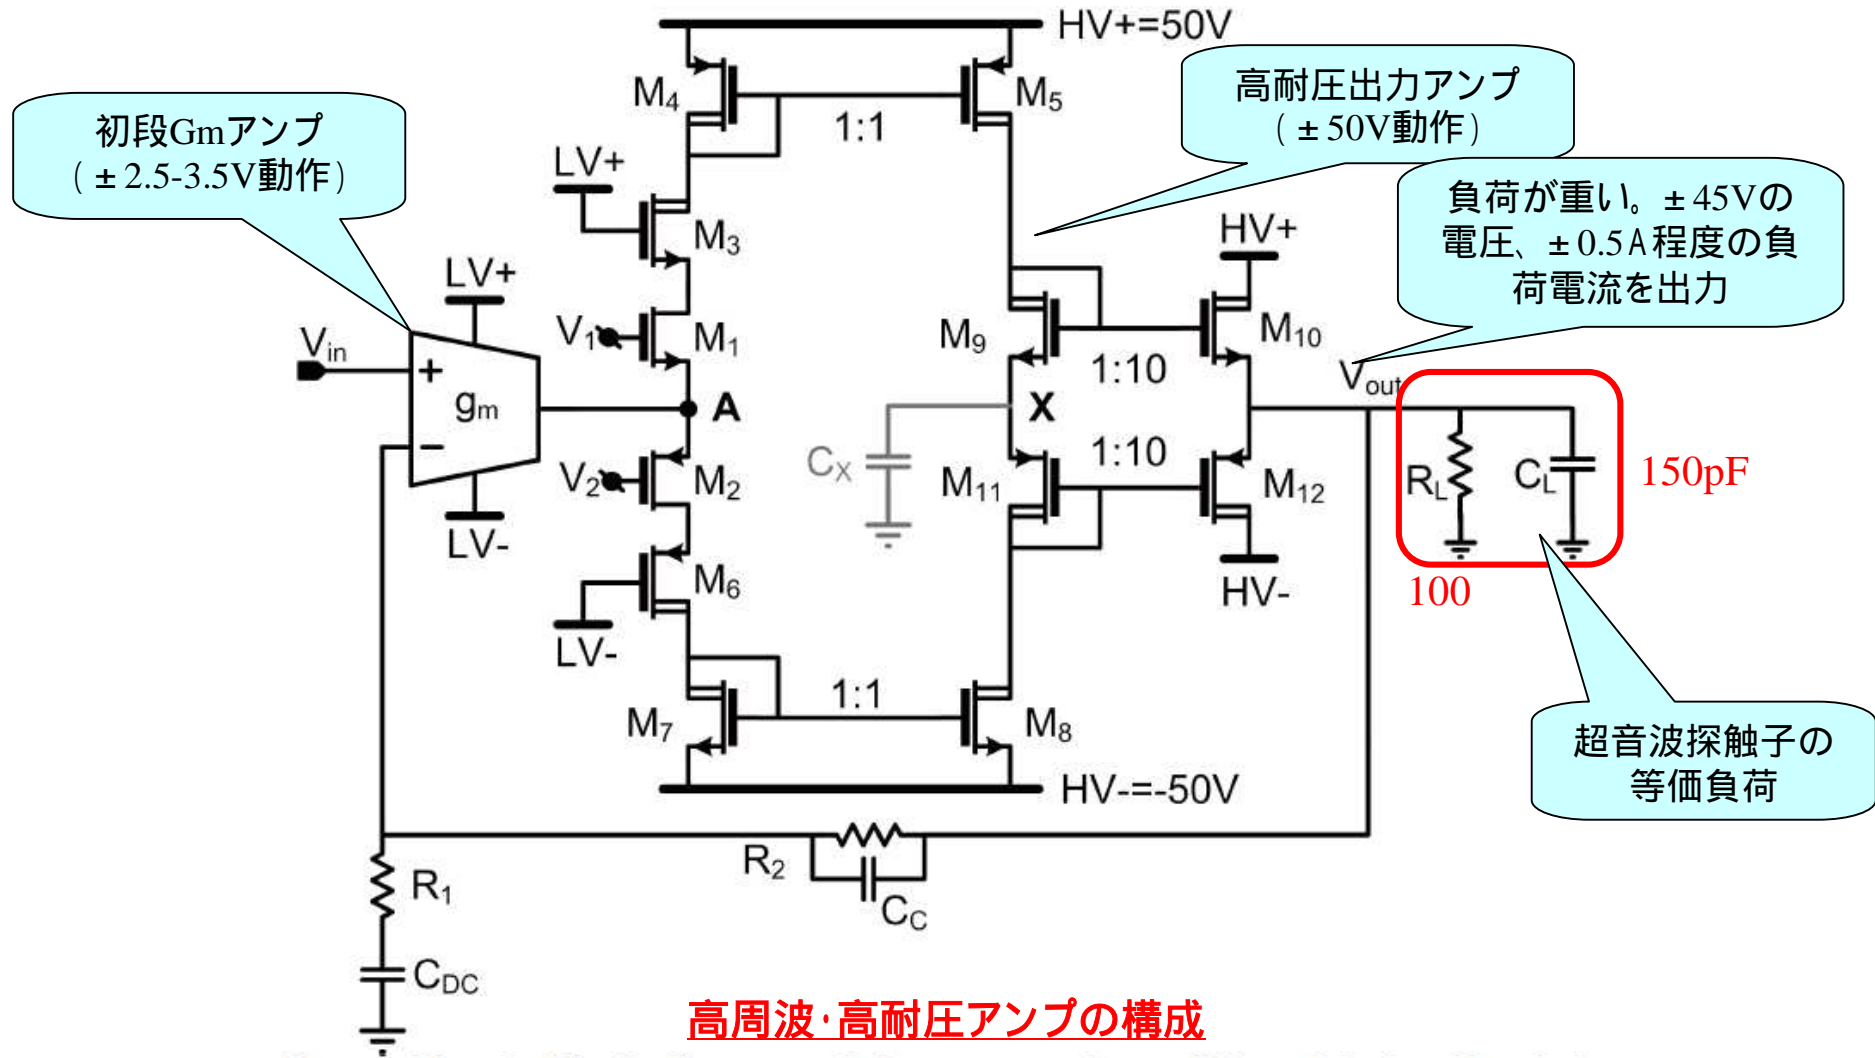 HV+=50V
M4
M5
1:1
高耐圧出力アンプ
(±50V動作)
初段Gmアンプ
(±2.5-3.5V動作)
LV+
M3
負荷が重い。±45Vの
電圧、±0.5A程度の負
荷電流を出力
HV+
LV+
Vin
+
gm
−
LV-
V1
M1
A
V2
M2
M9
M10
1:10
X
CX
1:10
M11
M12
Vout
RL
CL
150pF
100
HV-
M6
LV-
1:1
M7
M8
HV-=-50V
超音波探触子の
等価負荷
R2
CC
R1
CDC
高周波・高耐圧アンプの構成